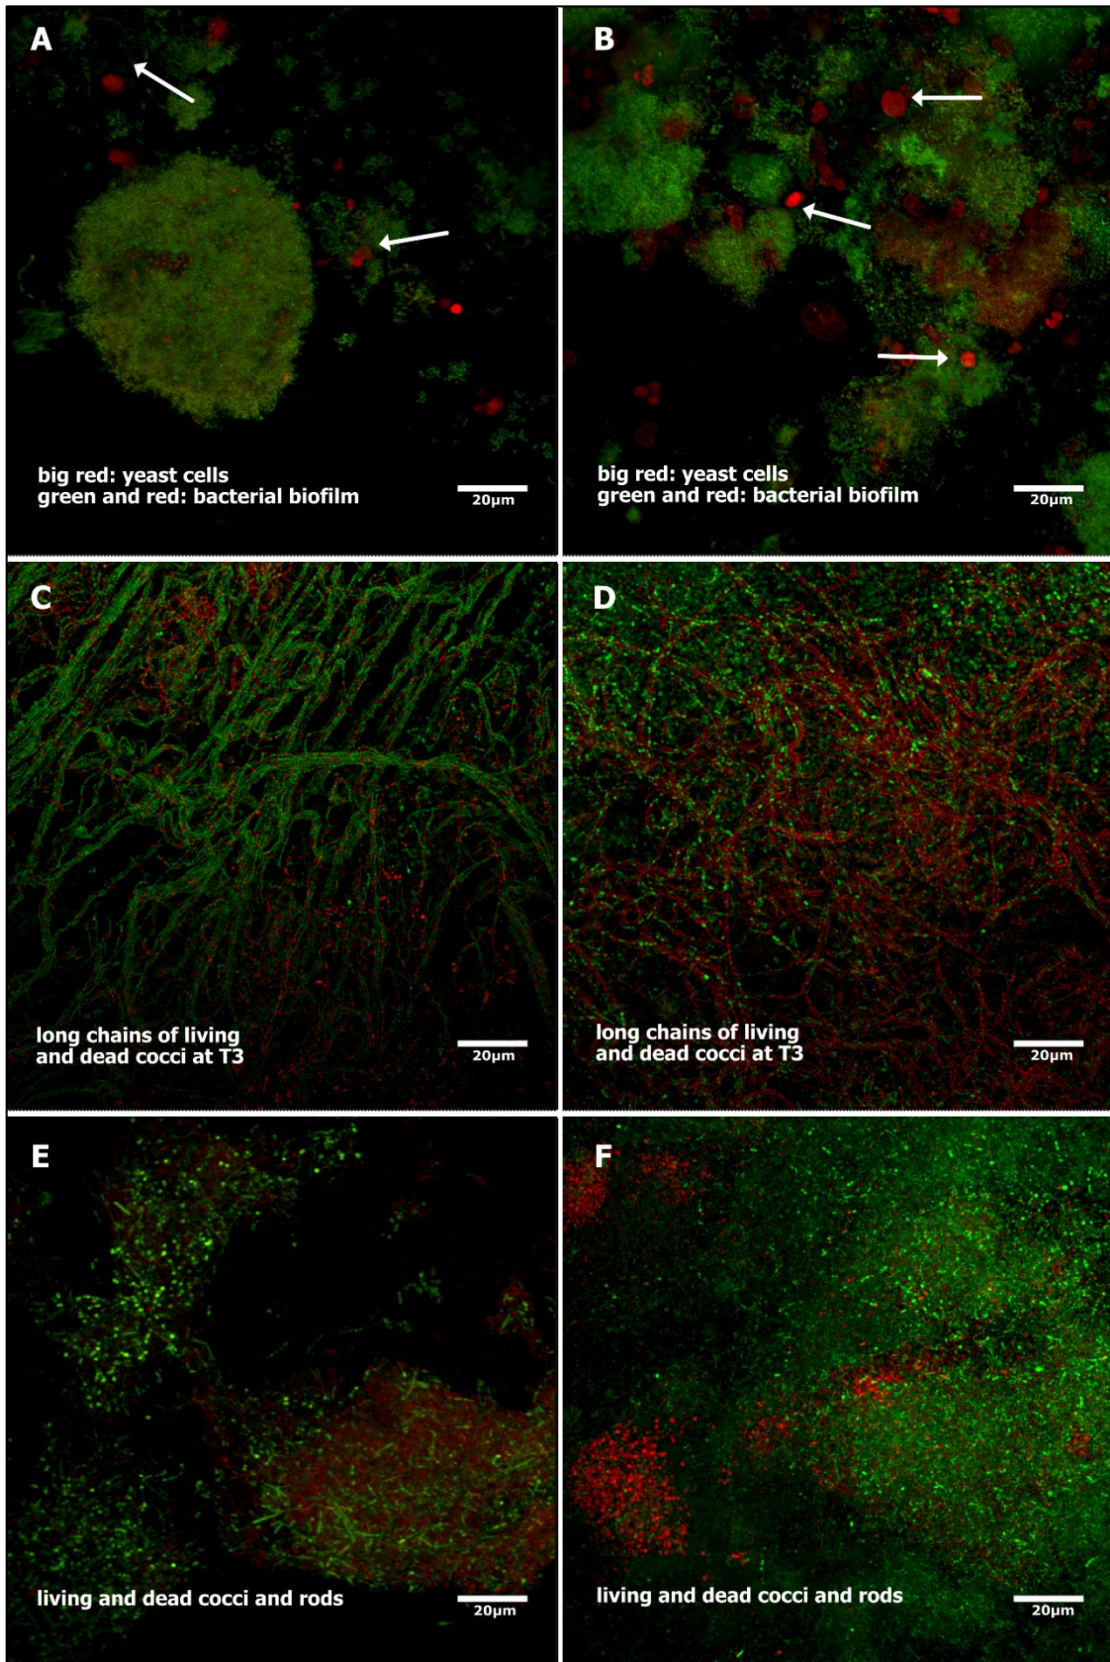 A
B
big red: yeast cells
green and red: bacterial biofilm
20µm
big red: yeast cells
green and red: bacterial biofilm
20µm
C
D
long chains of living
and dead cocci at T3
20µm
long chains of living
and dead cocci at T3
20µm
E
F
living and dead cocci and rods
20µm
living and dead cocci and rods
20µm